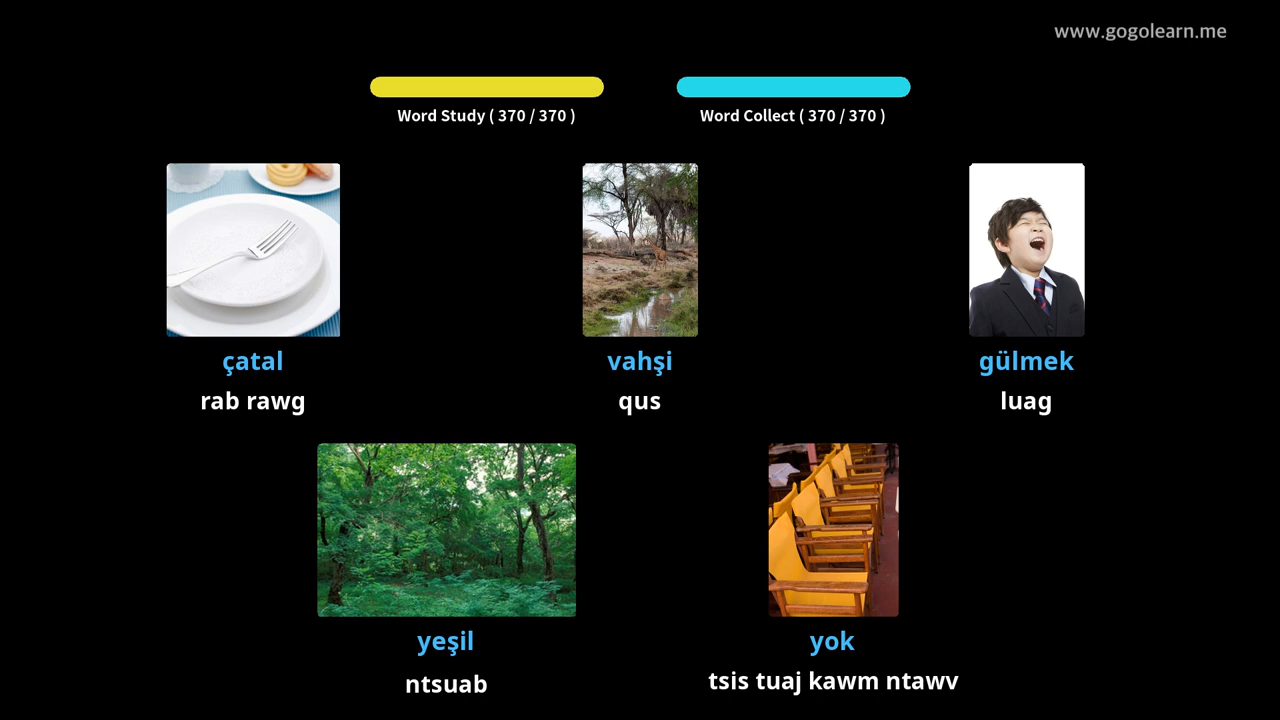 www.gogolearn.me
Word Study ( 370 / 370 )
Word Collect ( 370 / 370 )
çatal
vahşi
gülmek
rab rawg
qus
luag
yeşil
yok
ntsuab
tsis tuaj kawm ntawv